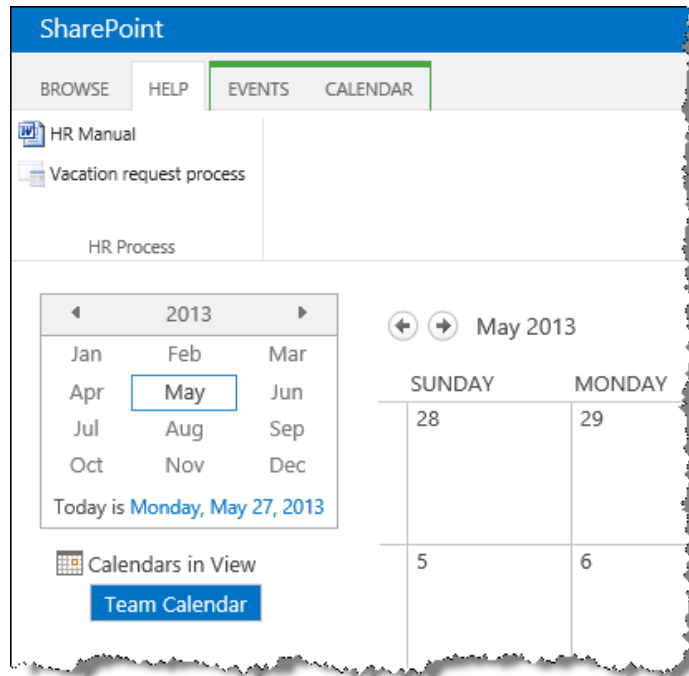 SharePoint
BROWSE HELP EVENTS CALENDAR
HR Manual
Vacation request process
HR Process
2013
Jan Feb Mar
Apr May Jun
Jul Aug Sep
Oct Nov Dec
Today is Monday, May 27, 2013
Calendars in View
Team Calendar
May 2013
SUNDAY MONDAY
28 29
5 6